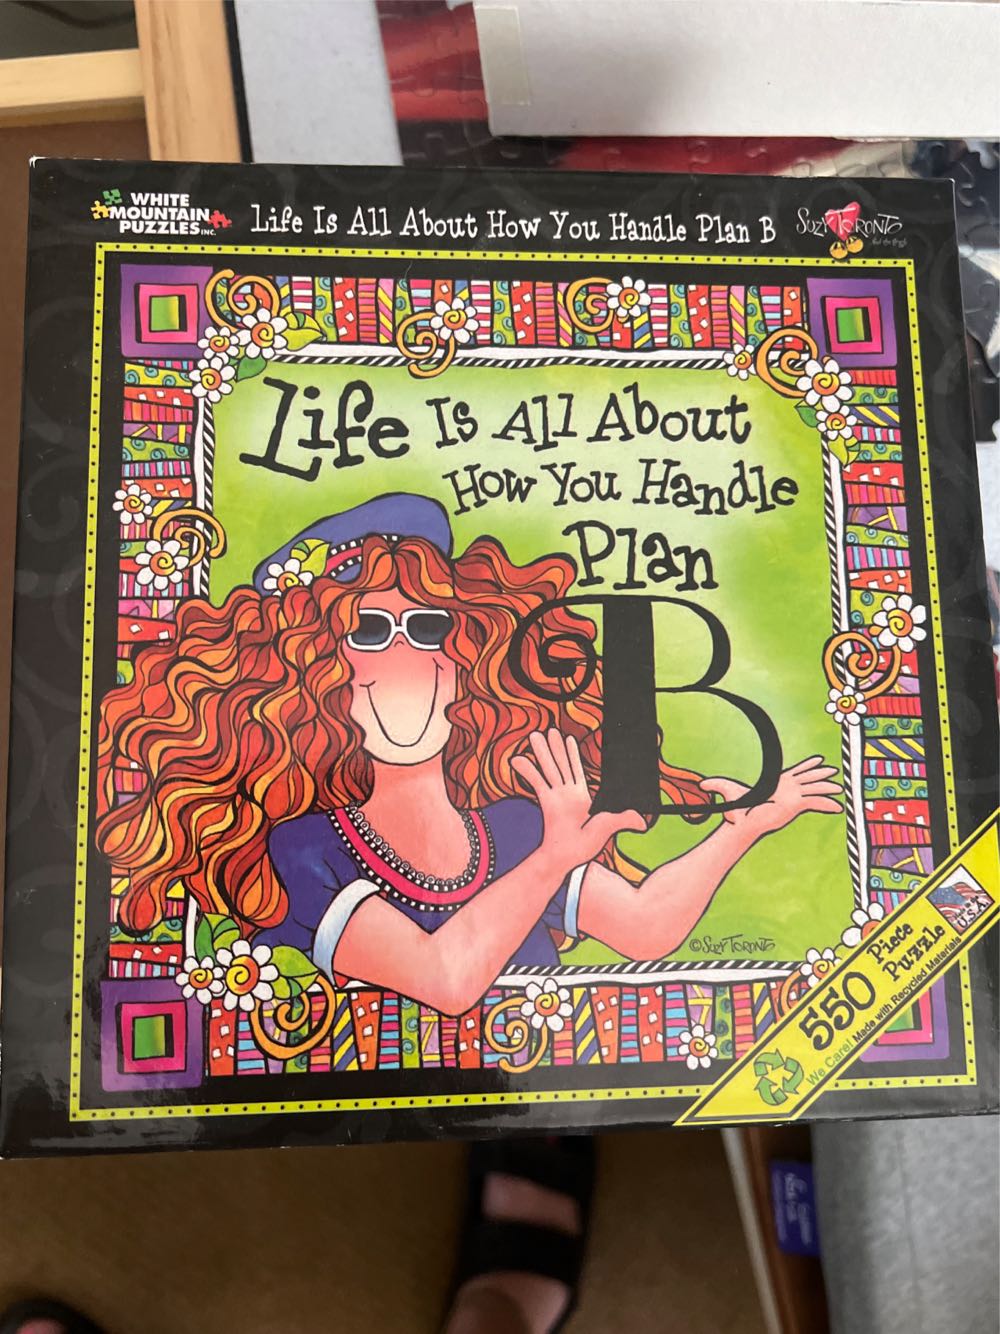 WHITE
MOUNTAIN
PUZZLES INC.
Life Is All About How You Handle Plan B
SUZY TORONTO
Life Is All About
How You Handle
Plan
B
© SUZY TORONTO
550 Piece
Puzzle
We Care! Made with Recycled Materials
Made in the
U.S.A.